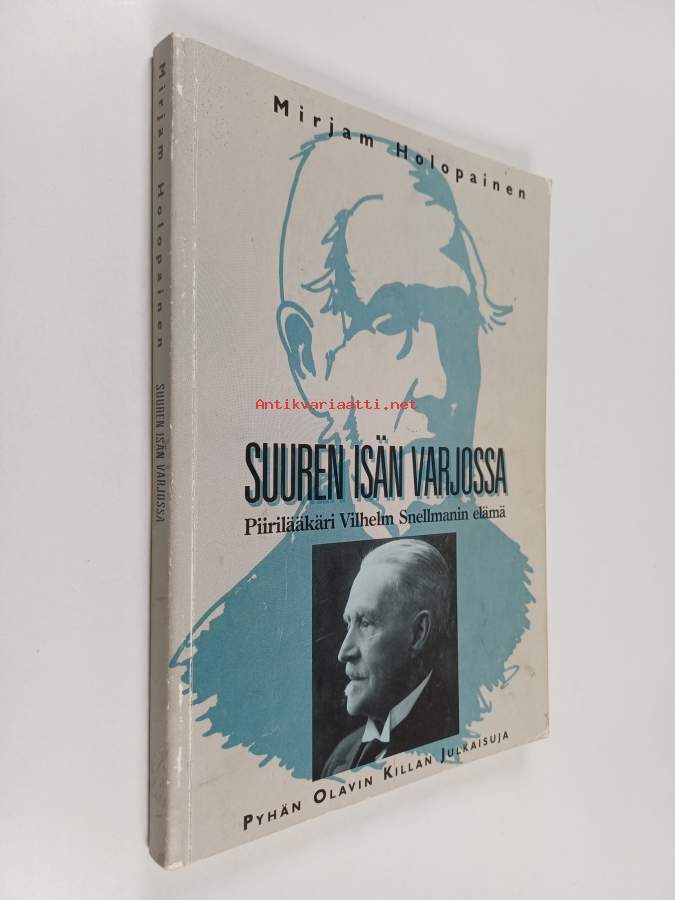 Mirjam Holopainen
SUUREN ISÄN VARJOSSA
Mirjam Holopainen
Antikvariaatti.net
SUUREN ISÄN VARJOSSA
Piirilääkäri Vilhelm Snellmanin elämä
PYHÄN OLAVIN KILLAN JULKAISUJA